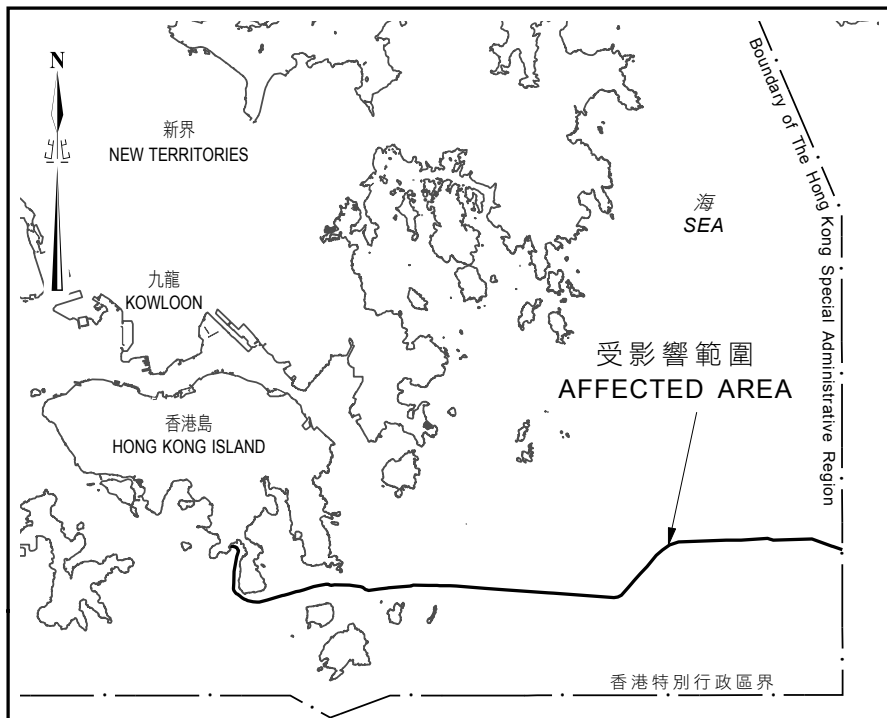 N
新界
NEW TERRITORIES
海
SEA
Boundary of The Hong Kong Special Administrative Region
九龍
KOWLOON
受影響範圍
AFFECTED AREA
香港島
HONG KONG ISLAND
香港特別行政區界